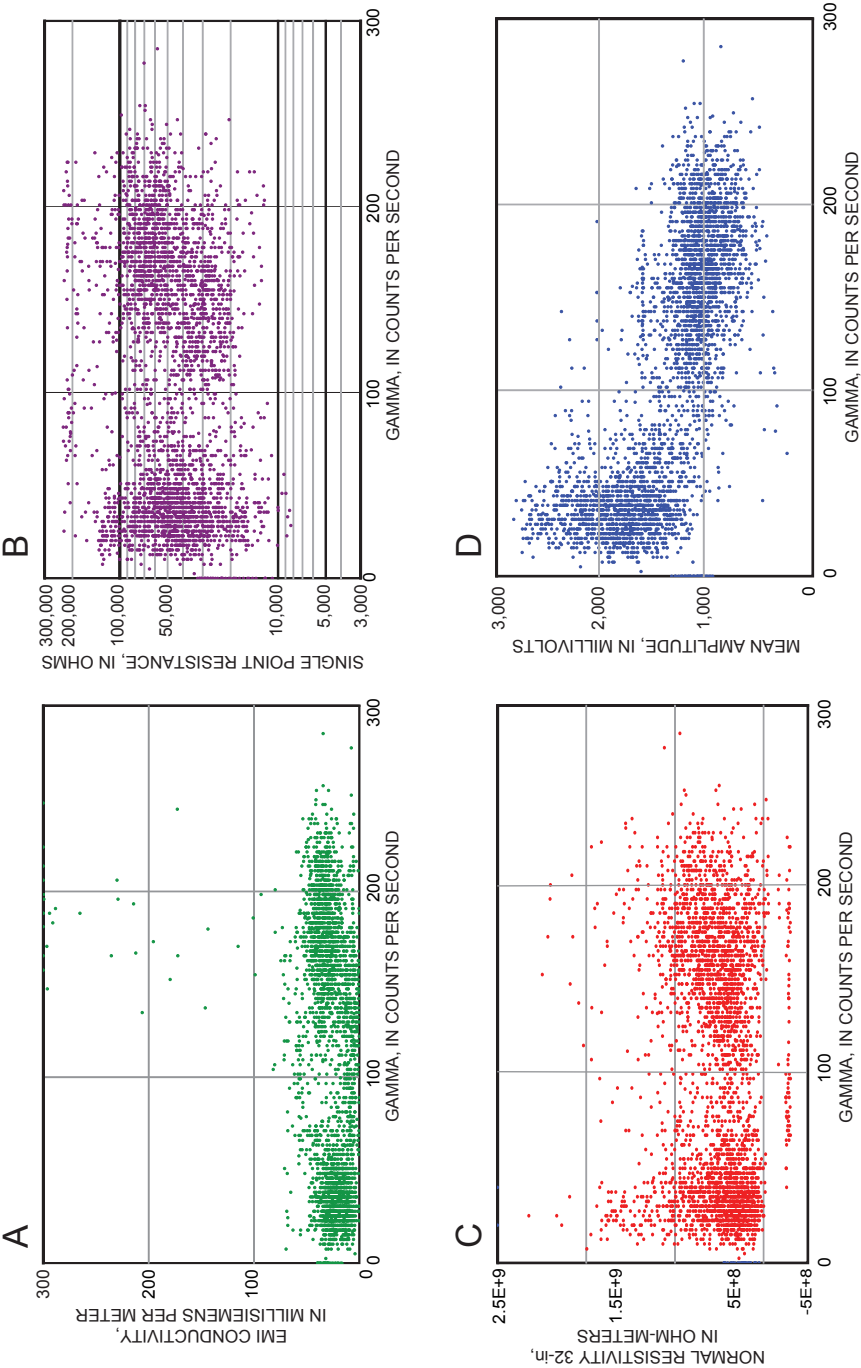 A
300
200
100
0
EMI CONDUCTIVITY,
IN MILLISIEMENS PER METER
0
100
200
300
GAMMA, IN COUNTS PER SECOND
B
300,000
200,000
100,000
50,000
10,000
5,000
3,000
SINGLE POINT RESISTANCE, IN OHMS
0
100
200
300
GAMMA, IN COUNTS PER SECOND
C
2.5E+9
1.5E+9
5E+8
-5E+8
NORMAL RESISTIVITY 32-in,
IN OHM-METERS
0
100
200
300
GAMMA, IN COUNTS PER SECOND
D
3,000
2,000
1,000
0
MEAN AMPLITUDE, IN MILLIVOLTS
0
100
200
300
GAMMA, IN COUNTS PER SECOND